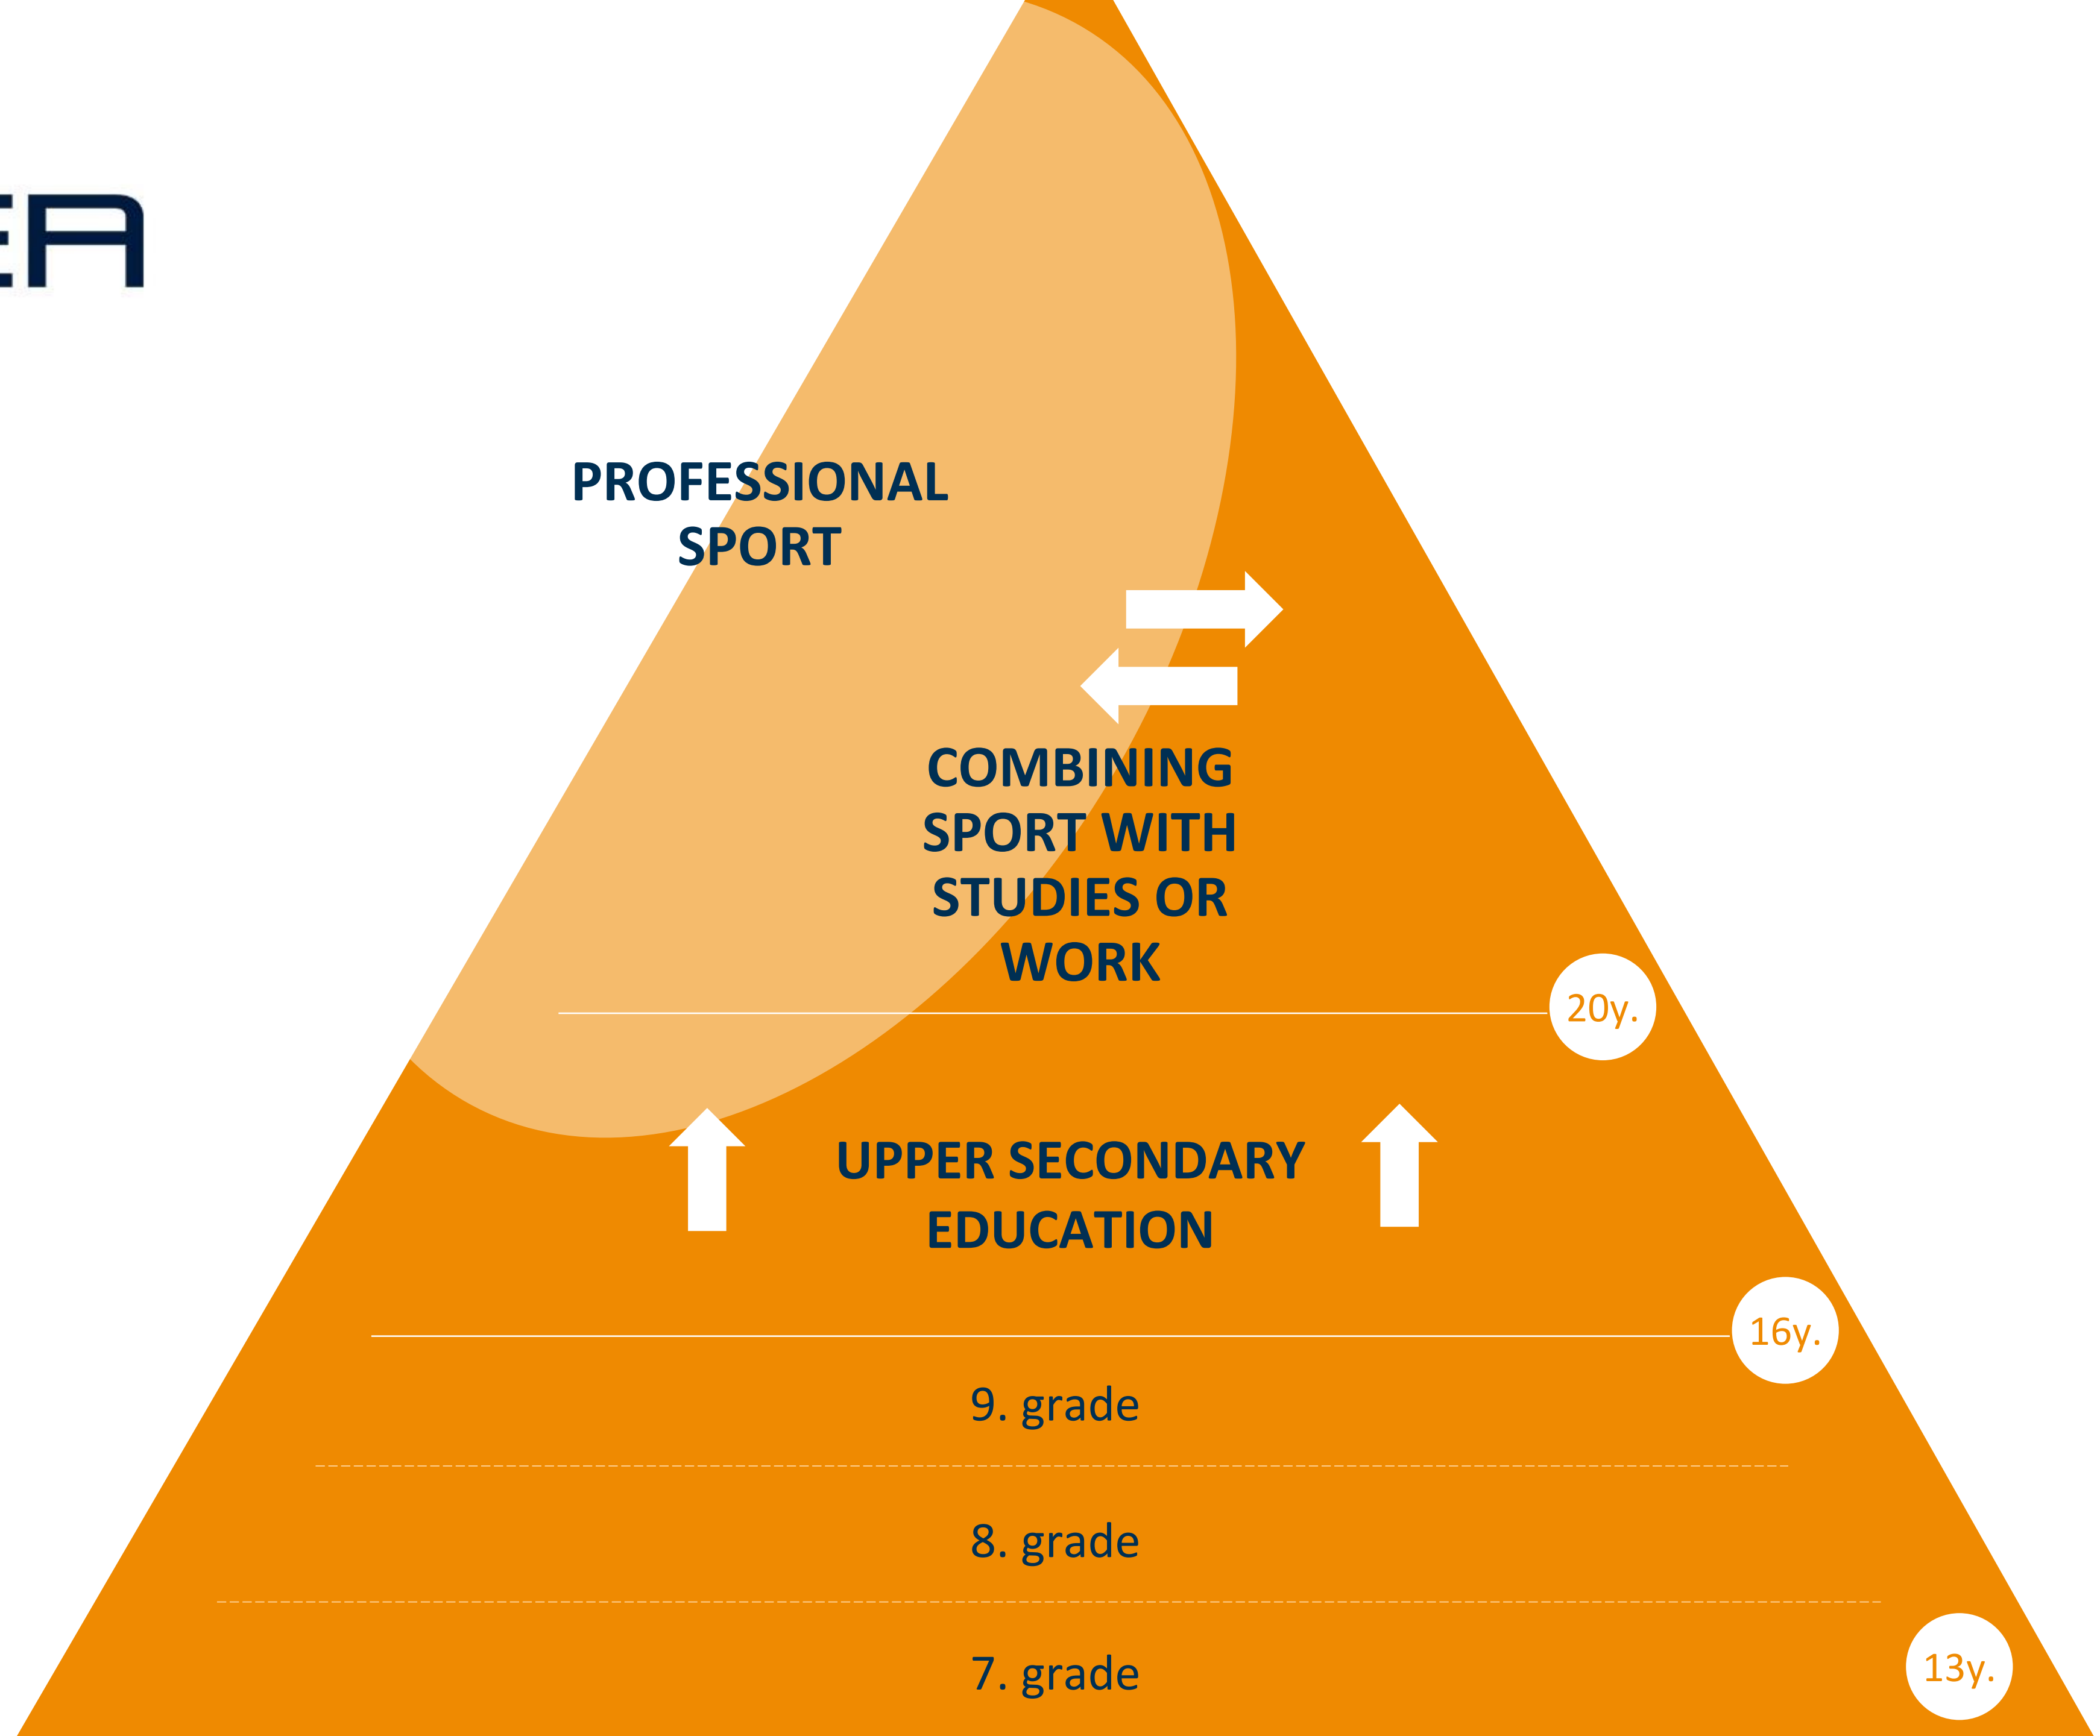 EA
PROFESSIONAL
SPORT
COMBINING
SPORT WITH
STUDIES OR
WORK
20y.
UPPER SECONDARY
EDUCATION
16y.
9. grade
8. grade
7. grade
13y.